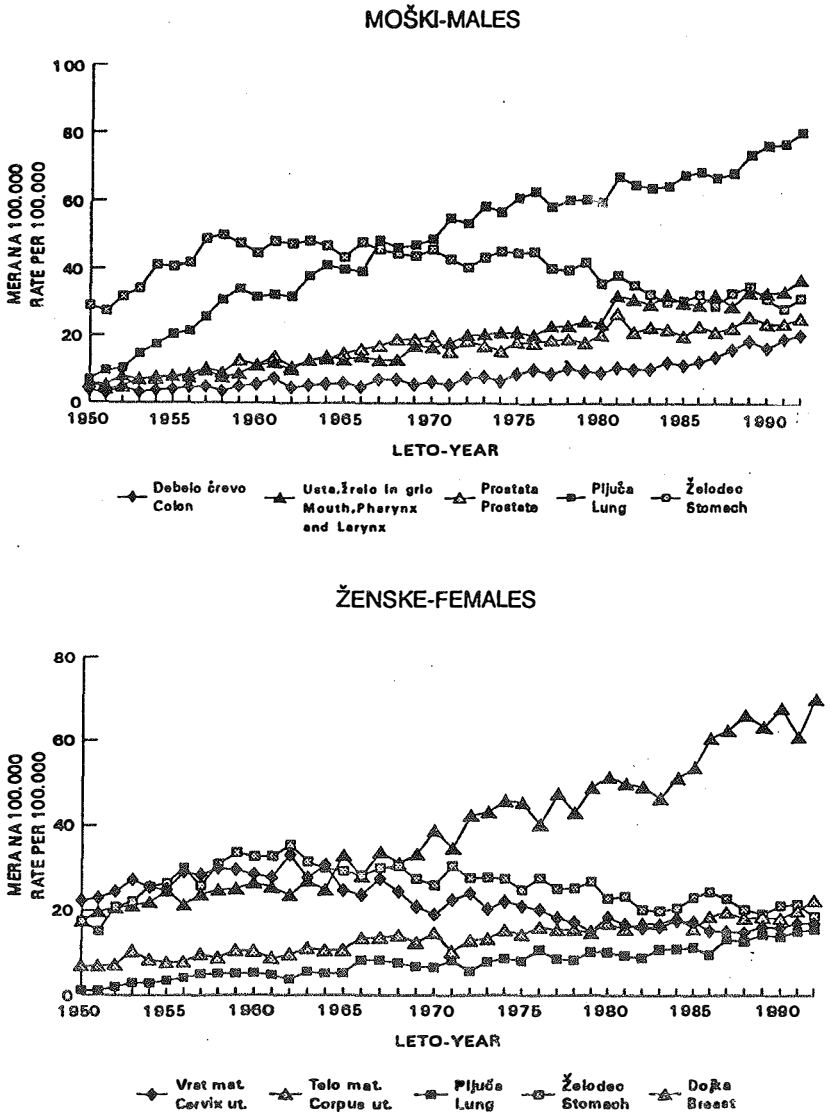 MOŠKI-MALES
MERA NA 100.000
RATE PER 100.000
100
80
60
40
20
0
1950 1955 1960 1965 1970 1975 1980 1985 1990
LETO-YEAR
Debelo črevo
Colon
Usta,žrelo in grlo
Mouth,Pharynx
and Larynx
Prostata
Prostate
Pljuča
Lung
Želodec
Stomach
ŽENSKE-FEMALES
MERA NA 100.000
RATE PER 100.000
80
60
40
20
0
1950 1955 1960 1965 1970 1975 1980 1985 1990
LETO-YEAR
Vrat mat.
Cervix ut.
Telo mat.
Corpus ut.
Pljuča
Lung
Želodec
Stomach
Dojka
Breast